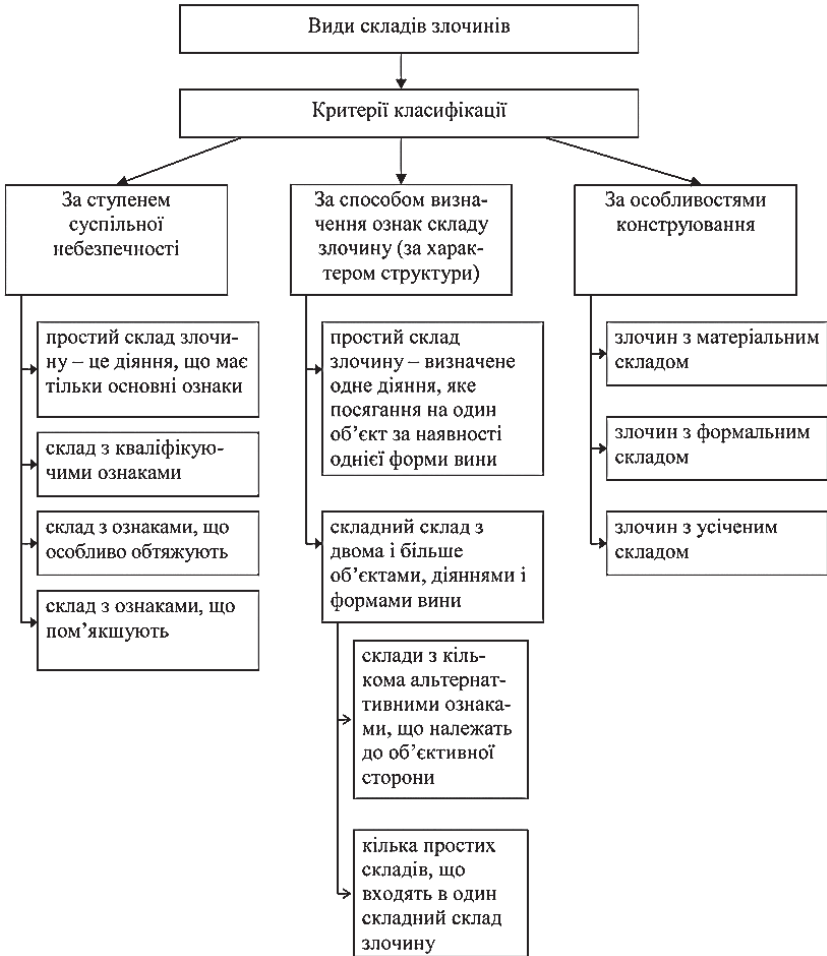 Види складів злочинів
Критерії класифікації
За ступенем
суспільної
небезпечності
простий склад злочи-
ну – це діяння, що має
тільки основні ознаки
склад з кваліфікую-
чими ознаками
склад з ознаками, що
особливо обтяжують
склад з ознаками, що
пом’якшують
За способом визна-
чення ознак складу
злочину (за харак-
тером структури)
простий склад
злочину – визначене
одне діяння, яке
посягання на один
об’єкт за наявності
однієї форми вини
складний склад з
двома і більше
об’єктами, діяннями і
формами вини
склади з кіль-
кома альтернат-
тивними ознака-
ми, що належать
до об’єктивної
сторони
кілька простих
складів, що
входять в один
складний склад
злочину
За особливостями
конструювання
злочин з матеріальним
складом
злочин з формальним
складом
злочин з усіченим
складом